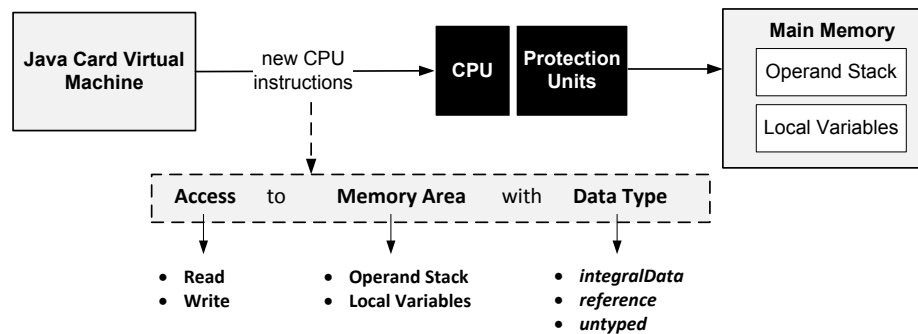 Java Card Virtual
Machine
new CPU
instructions
CPU
Protection
Units
Main Memory
Operand Stack
Local Variables
Access to Memory Area with Data Type
• Read
• Write
• Operand Stack
• Local Variables
• integralData
• reference
• untyped